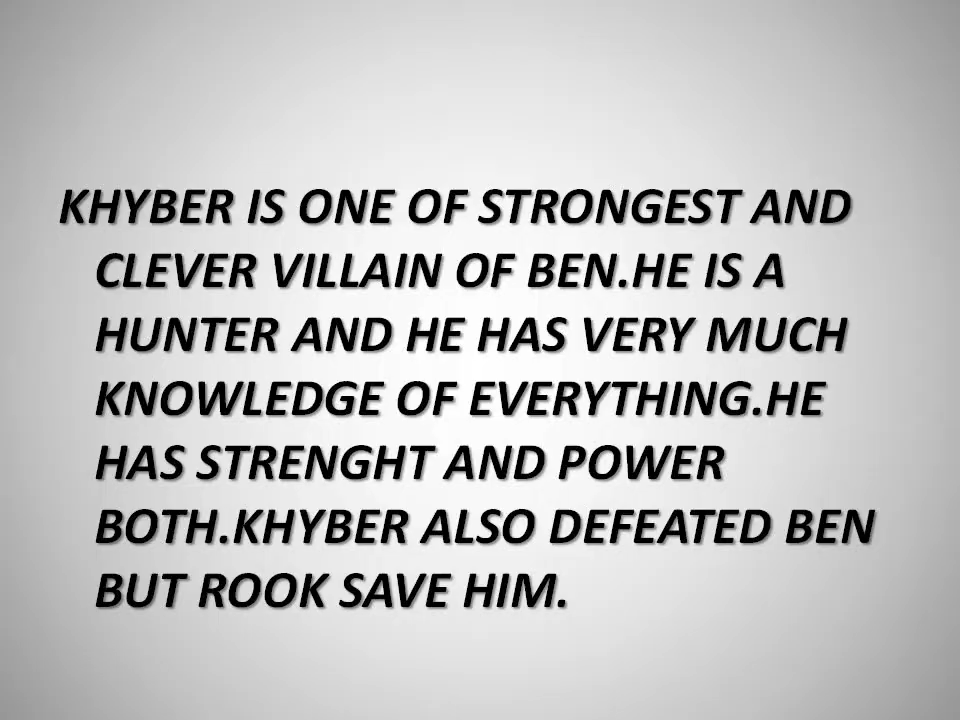 KHYBER IS ONE OF STRONGEST AND
CLEVER VILLAIN OF BEN.HE IS A
HUNTER AND HE HAS VERY MUCH
KNOWLEDGE OF EVERYTHING.HE
HAS STRENGHT AND POWER
BOTH.KHYBER ALSO DEFEATED BEN
BUT ROOK SAVE HIM.